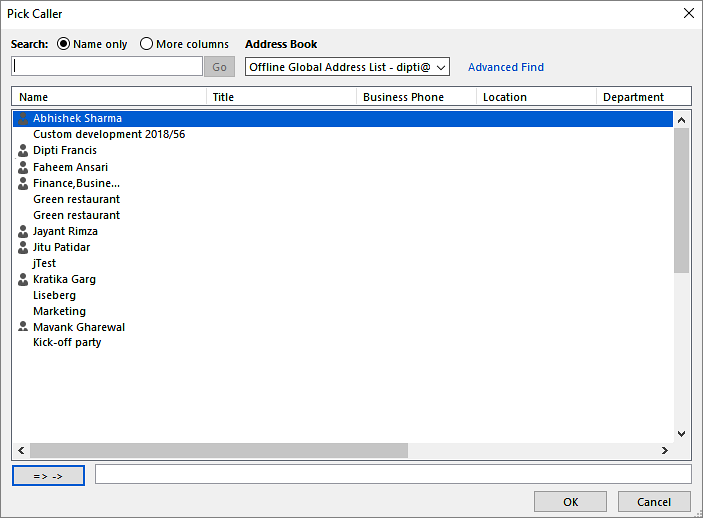 Pick Caller
Search: Name only More columns Address Book
Go Offline Global Address List - dipti@ Advanced Find
Name Title Business Phone Location Department
Abhishek Sharma
Custom development 2018/56
Dipti Francis
Faheem Ansari
Finance,Busine...
Green restaurant
Green restaurant
Jayant Rimza
Jitu Patidar
jTest
Kratika Garg
Liseberg
Marketing
Mavank Gharewal
Kick-off party
=> ->
OK Cancel